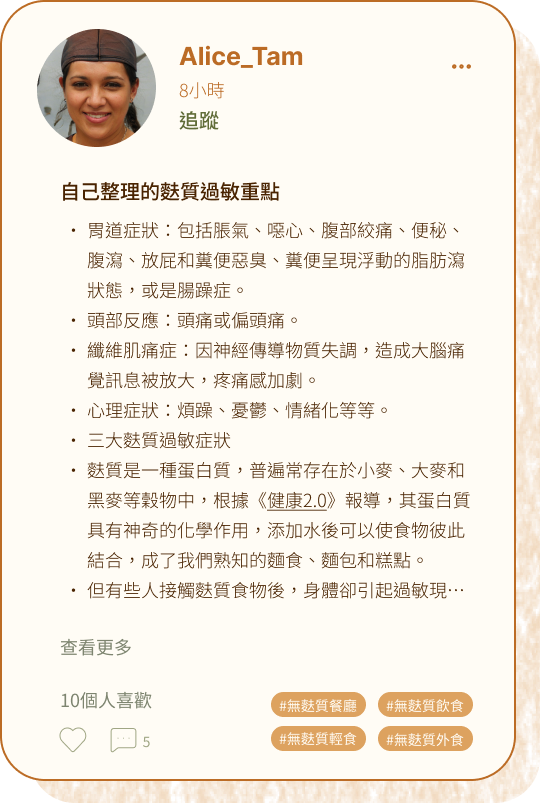 Alice_Tam
8小時
追蹤
自己整理的麩質過敏重點
・胃道症狀：包括脹氣、噁心、腹部絞痛、便秘、
腹瀉、放屁和糞便惡臭、糞便呈現浮動的脂肪瀉
狀態，或是腸躁症。
・頭部反應：頭痛或偏頭痛。
・纖維肌痛症：因神經傳導物質失調，造成大腦痛
覺訊息被放大，疼痛感加劇。
・心理症狀：煩躁、憂鬱、情緒化等等。
・三大麩質過敏症狀
・麩質是一種蛋白質，普遍常存在於小麥、大麥和
黑麥等穀物中，根據《健康2.0》報導，其蛋白質
具有神奇的化學作用，添加水後可以使食物彼此
結合，成了我們熟知的麵食、麵包和糕點。
・但有些人接觸麩質食物後，身體卻引起過敏現⋯
查看更多
10個人喜歡
#無麩質餐廳 #無麩質飲食
5
#無麩質輕食 #無麩質外食